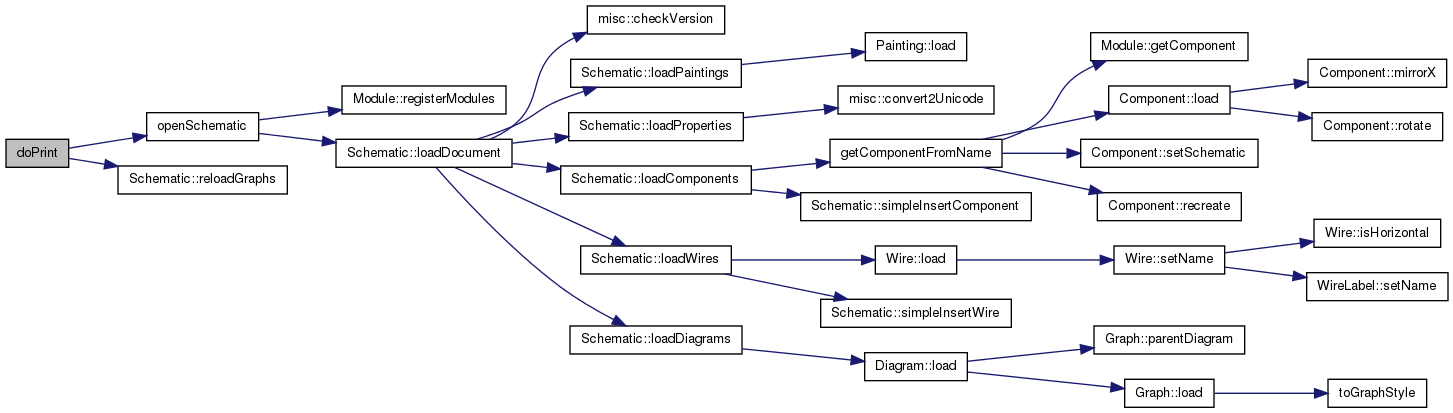 doPrint
openSchematic
Schematic::reloadGraphs
Module::registerModules
Schematic::loadDocument
misc::checkVersion
Schematic::loadPaintings
Schematic::loadProperties
Schematic::loadComponents
Schematic::loadWires
Schematic::loadDiagrams
Painting::load
misc::convert2Unicode
getComponentFromName
Schematic::simpleInsertComponent
Wire::load
Schematic::simpleInsertWire
Diagram::load
Module::getComponent
Component::load
Component::setSchematic
Component::recreate
Wire::setName
Graph::parentDiagram
Graph::load
Component::mirrorX
Component::rotate
Wire::isHorizontal
WireLabel::setName
toGraphStyle